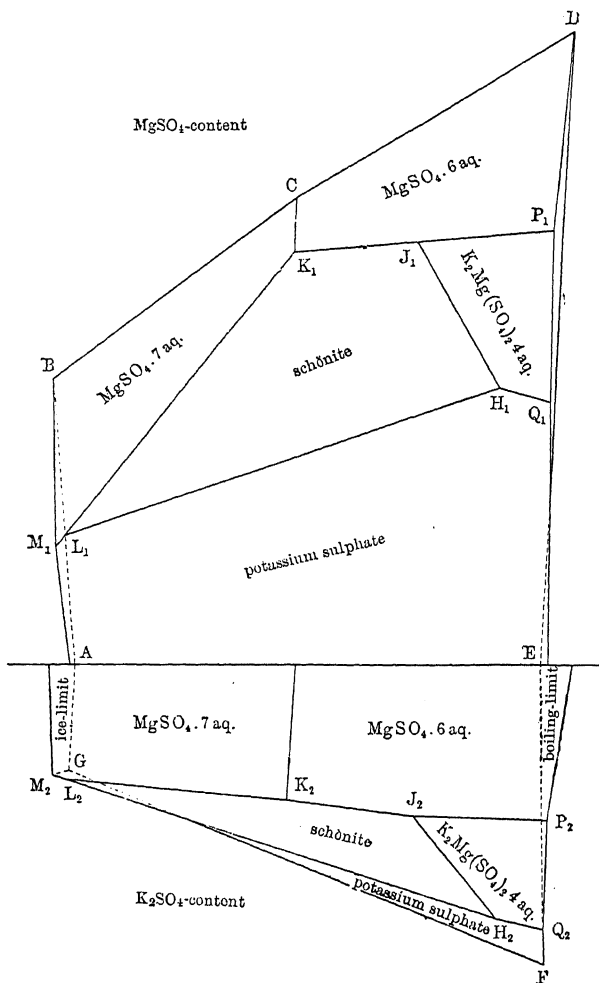 D
MgSO₄-content
MgSO₄.6 aq.
C
P₁
K₁
J₁
K₂Mg(SO₄)₂4 aq.
B
MgSO₄.7 aq.
schönite
H₁
Q₁
M₁
L₁
potassium sulphate
A
E
ice-limit
MgSO₄.7 aq.
MgSO₄.6 aq.
boiling-limit
G
M₂
L₂
K₂
J₂
P₂
schönite
K₂Mg(SO₄)₂4 aq.
potassium sulphate
K₂SO₄-content
H₂
Q₂
F